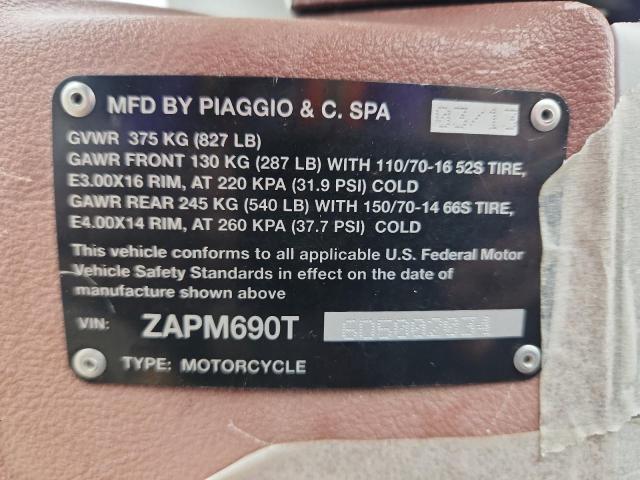 MFD BY PIAGGIO & C. SPA 03/13
GVWR 375 KG (827 LB)
GAWR FRONT 130 KG (287 LB) WITH 110/70-16 52S TIRE,
E3.00X16 RIM, AT 220 KPA (31.9 PSI) COLD
GAWR REAR 245 KG (540 LB) WITH 150/70-14 66S TIRE,
E4.00X14 RIM, AT 260 KPA (37.7 PSI) COLD
This vehicle conforms to all applicable U.S. Federal Motor
Vehicle Safety Standards in effect on the date of
manufacture shown above
VIN: ZAPM690T
TYPE: MOTORCYCLE